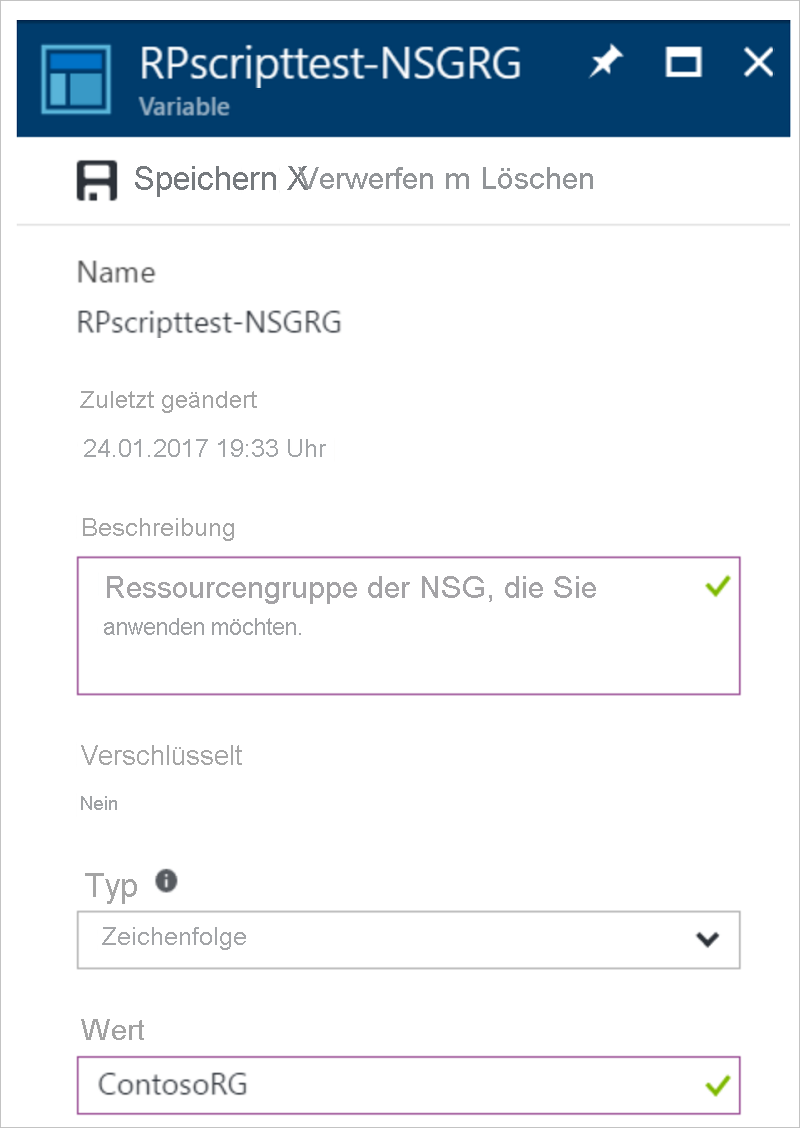 RPscripttest-NSGRG
Variable
Speichern X Verwerfen m Löschen
Name
RPscripttest-NSGRG
Zuletzt geändert
24.01.2017 19:33 Uhr
Beschreibung
Ressourcengruppe der NSG, die Sie
anwenden möchten.
Verschlüsselt
Nein
Typ
Zeichenfolge
Wert
ContosoRG